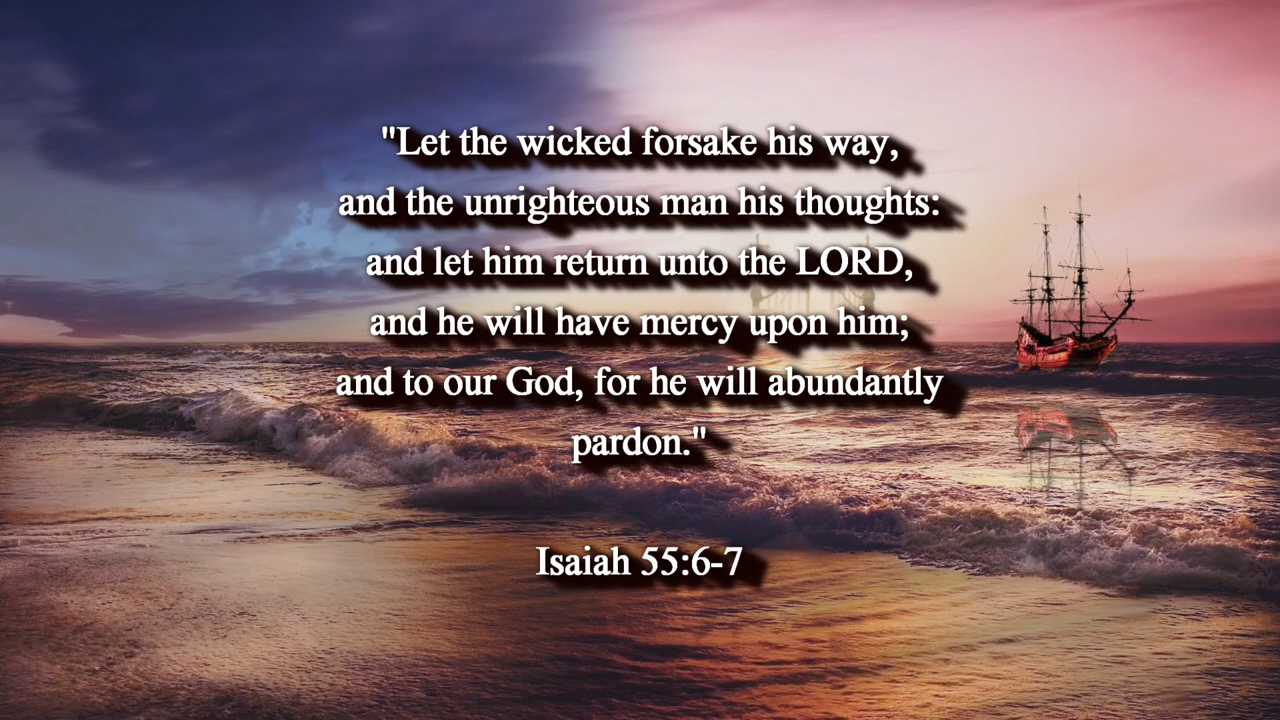 "Let the wicked forsake his way,
and the unrighteous man his thoughts:
and let him return unto the LORD,
and he will have mercy upon him;
and to our God, for he will abundantly
pardon."
Isaiah 55:6-7